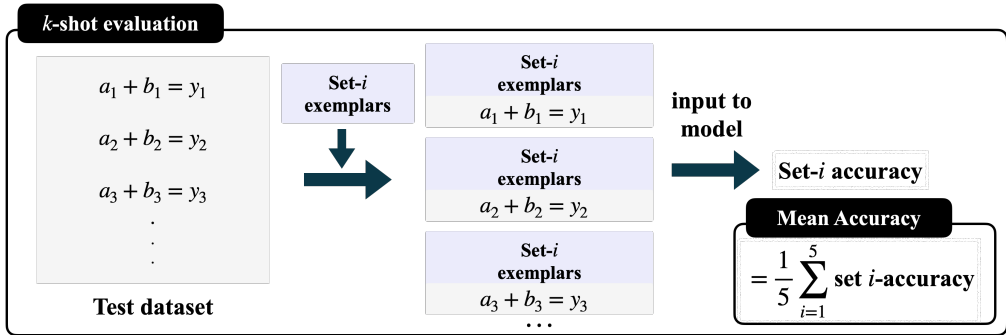 k-shot evaluation
a₁ + b₁ = y₁
a₂ + b₂ = y₂
a₃ + b₃ = y₃
.
.
.
Test dataset
Set-i
exemplars
Set-i
exemplars
a₁ + b₁ = y₁
Set-i
exemplars
a₂ + b₂ = y₂
Set-i
exemplars
a₃ + b₃ = y₃
...
input to
model
Set-i accuracy
Mean Accuracy
= 1/5 ∑_{i=1}^{5} set i-accuracy